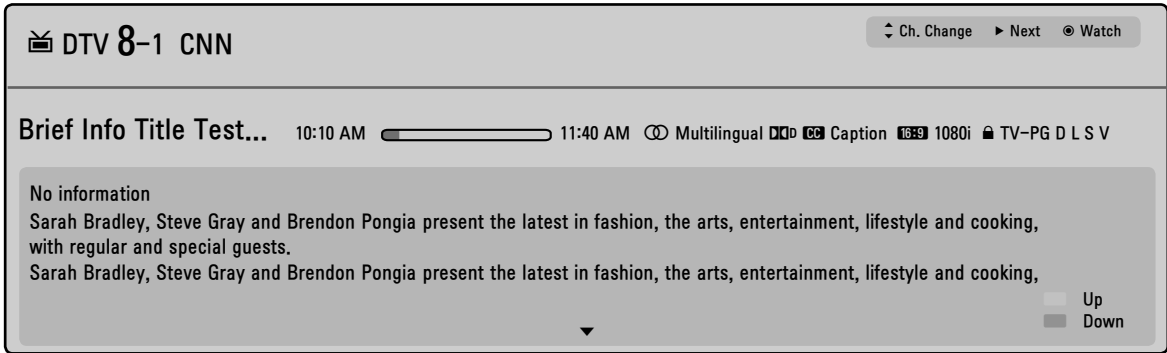 DTV 8-1 CNN
Ch. Change Next Watch
Brief Info Title Test... 10:10 AM 11:40 AM Multilingual D CC Caption 16:9 1080i TV-PG D L S V
No information
Sarah Bradley, Steve Gray and Brendon Pongia present the latest in fashion, the arts, entertainment, lifestyle and cooking,
with regular and special guests.
Sarah Bradley, Steve Gray and Brendon Pongia present the latest in fashion, the arts, entertainment, lifestyle and cooking,
Up
Down